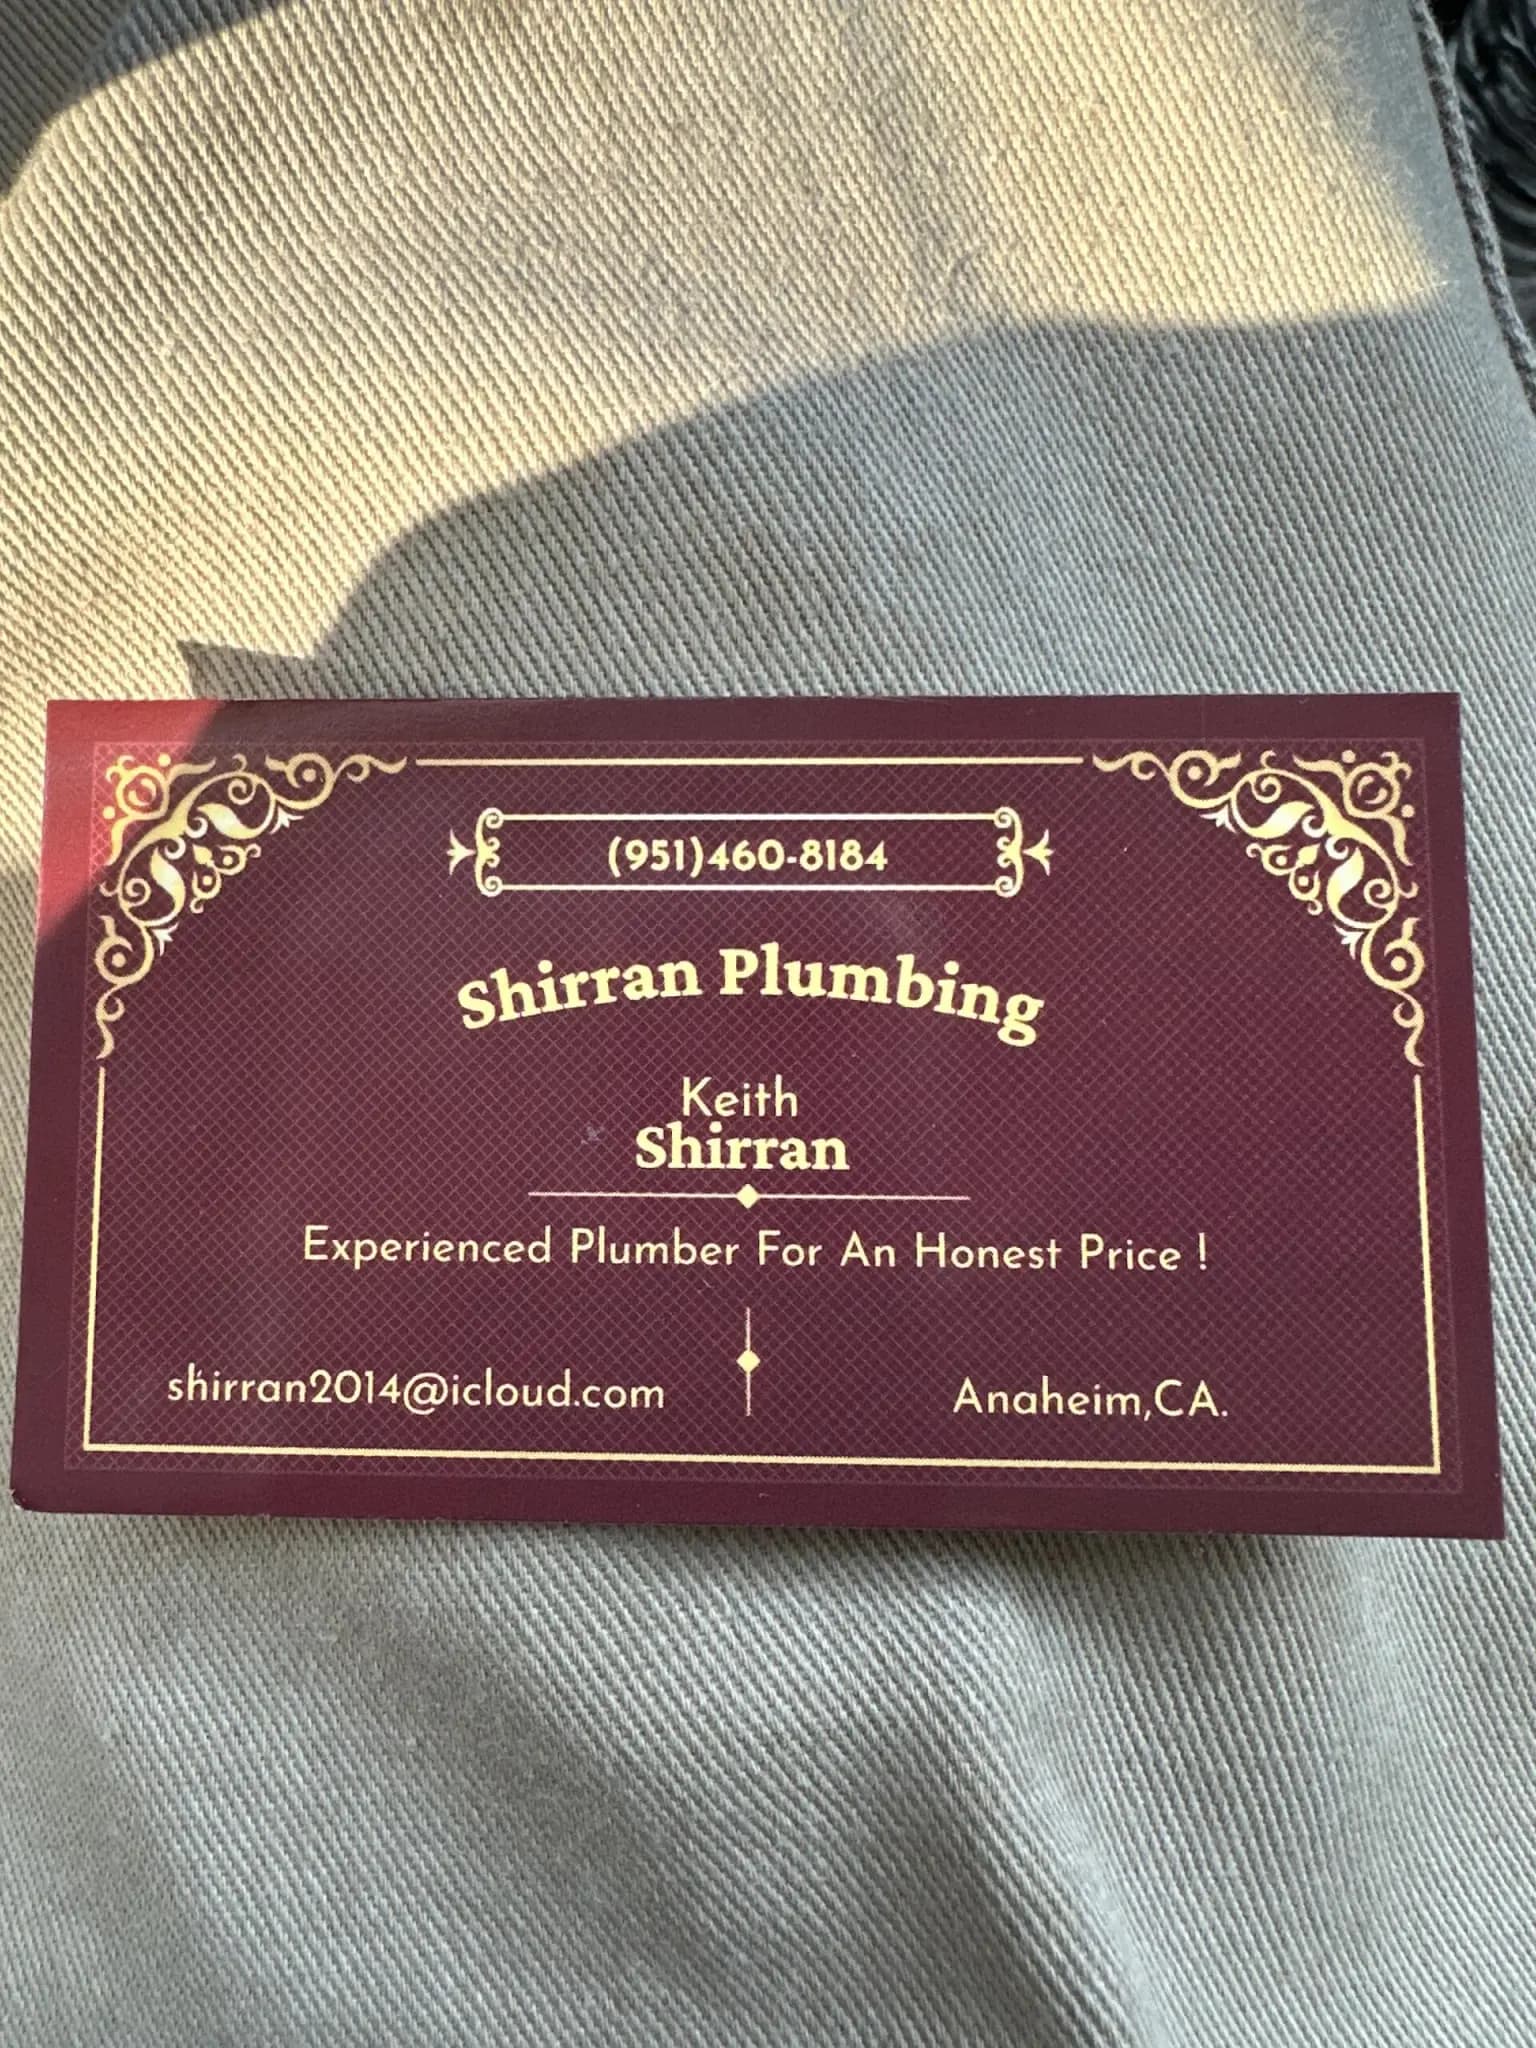 (951)460-8184
Shirran Plumbing
Keith
Shirran
Experienced Plumber For An Honest Price !
shirran2014@icloud.com
Anaheim,CA.